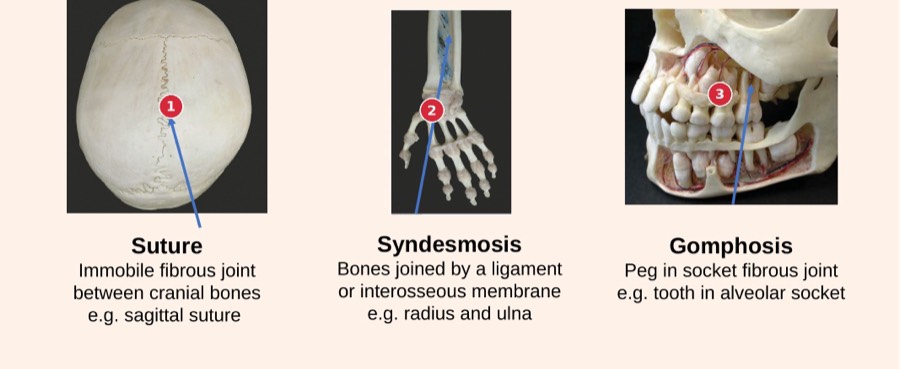 1
2
3
Suture
Immobile fibrous joint
between cranial bones
e.g. sagittal suture
Syndesmosis
Bones joined by a ligament
or interosseous membrane
e.g. radius and ulna
Gomphosis
Peg in socket fibrous joint
e.g. tooth in alveolar socket